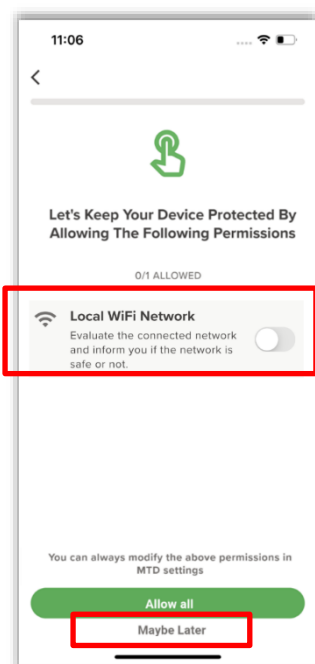 11:06
Let's Keep Your Device Protected By
Allowing The Following Permissions
0/1 ALLOWED
Local WiFi Network
Evaluate the connected network
and inform you if the network is
safe or not.
You can always modify the above permissions in
MTD settings
Allow all
Maybe Later